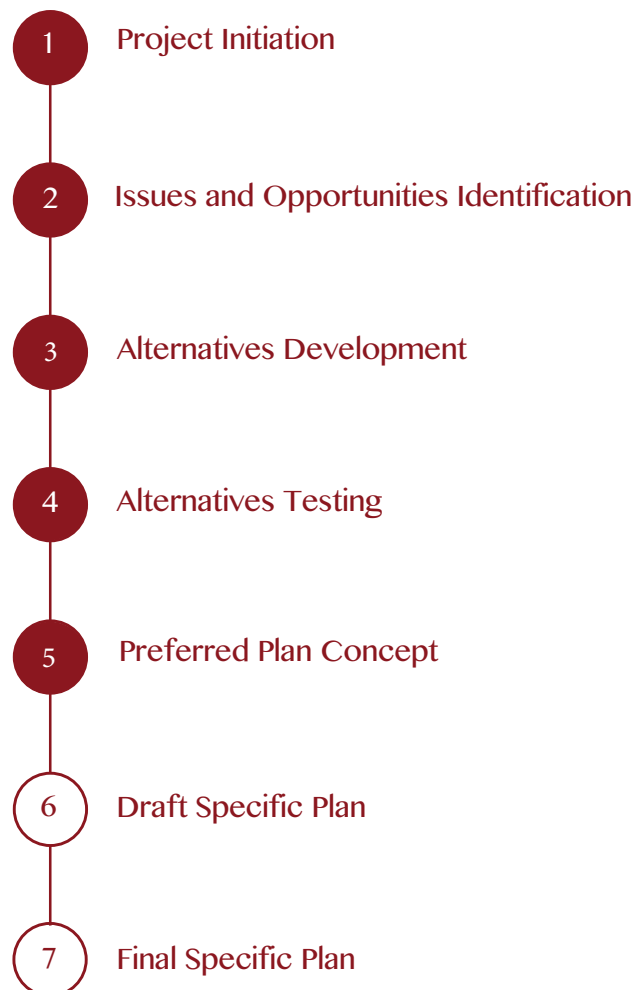 1 Project Initiation
2 Issues and Opportunities Identification
3 Alternatives Development
4 Alternatives Testing
5 Preferred Plan Concept
6 Draft Specific Plan
7 Final Specific Plan